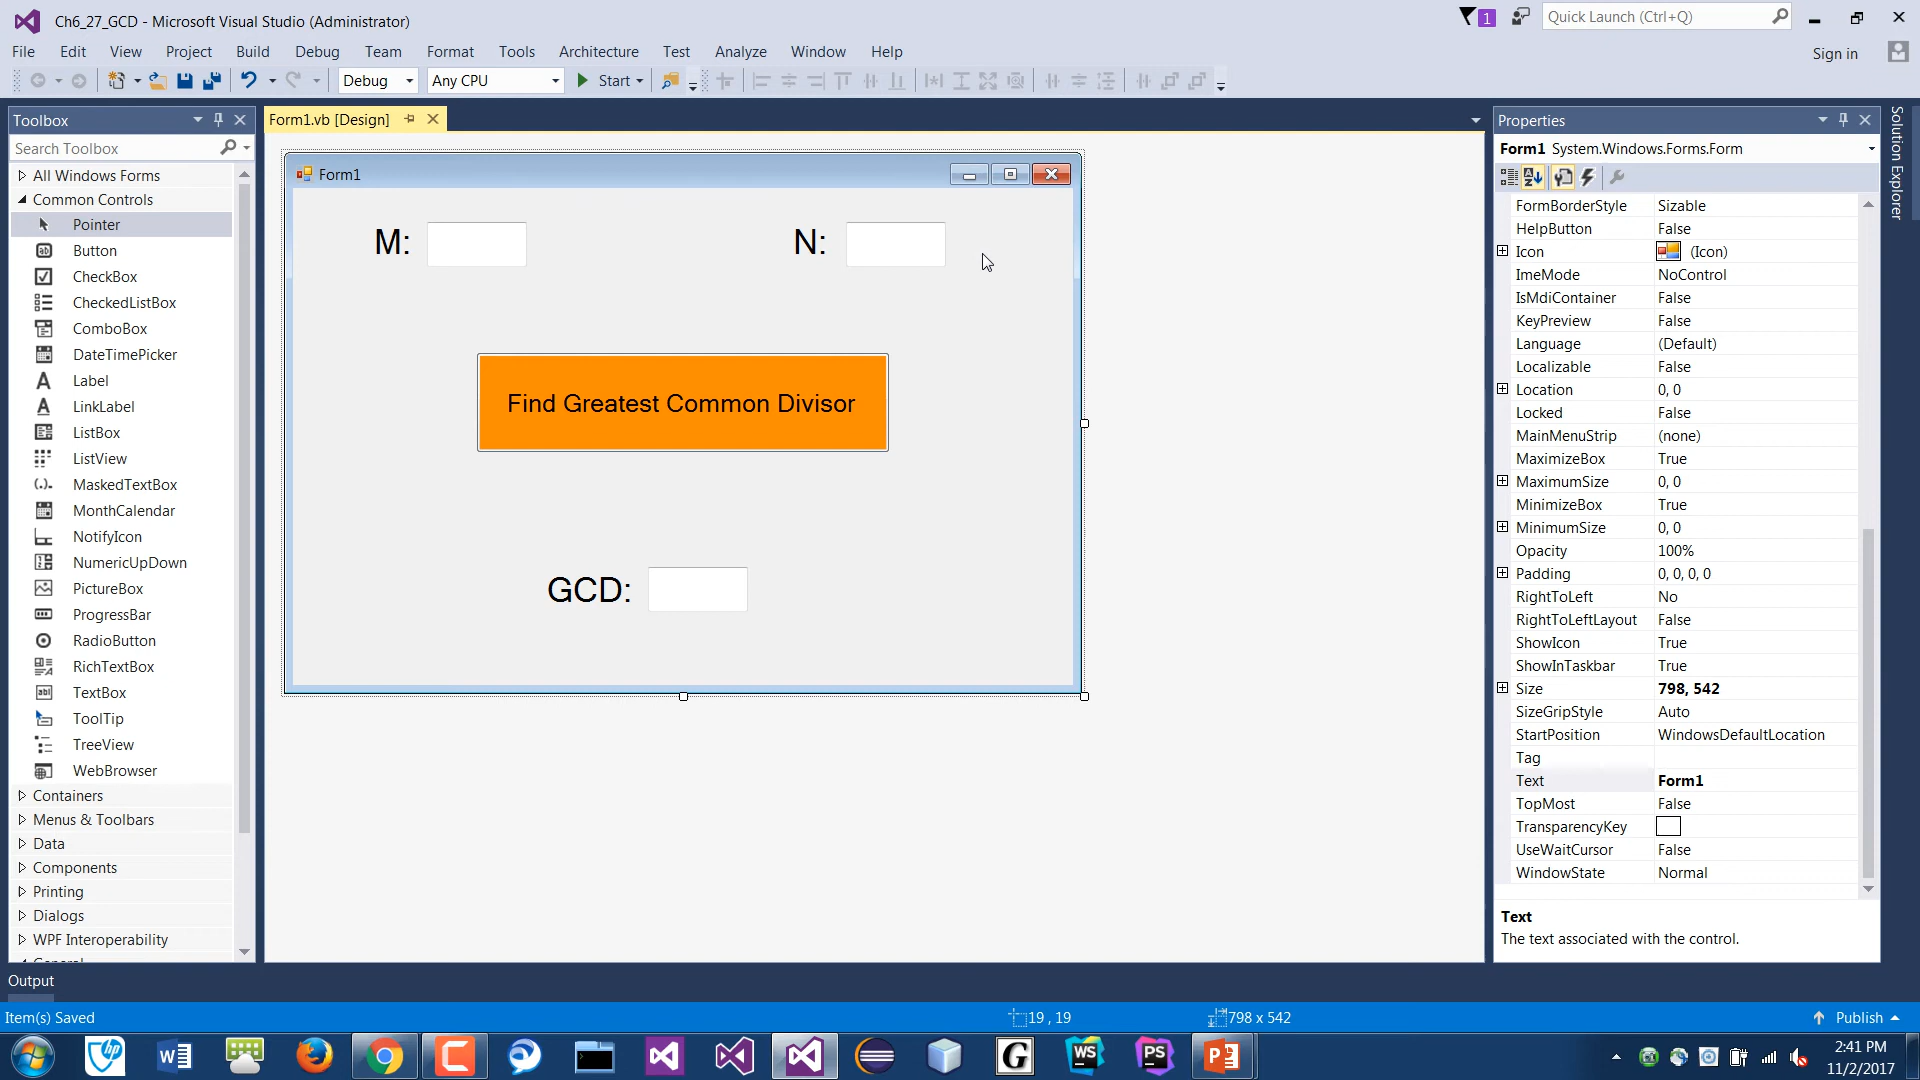 Ch6_27_GCD - Microsoft Visual Studio (Administrator)
1
Quick Launch (Ctrl+Q)
File Edit View Project Build Debug Team Format Tools Architecture Test Analyze Window Help
Sign in
Debug Any CPU Start
Toolbox
Search Toolbox
All Windows Forms
Common Controls
Pointer
Button
CheckBox
CheckedListBox
ComboBox
DateTimePicker
Label
LinkLabel
ListBox
ListView
MaskedTextBox
MonthCalendar
NotifyIcon
NumericUpDown
PictureBox
ProgressBar
RadioButton
RichTextBox
TextBox
ToolTip
TreeView
WebBrowser
Containers
Menus & Toolbars
Data
Components
Printing
Dialogs
WPF Interoperability
Form1.vb [Design]
Form1
M: N:
Find Greatest Common Divisor
GCD:
Properties
Form1 System.Windows.Forms.Form
FormBorderStyle Sizable
HelpButton False
Icon (Icon)
ImeMode NoControl
IsMdiContainer False
KeyPreview False
Language (Default)
Localizable False
Location 0, 0
Locked False
MainMenuStrip (none)
MaximizeBox True
MaximumSize 0, 0
MinimizeBox True
MinimumSize 0, 0
Opacity 100%
Padding 0, 0, 0, 0
RightToLeft No
RightToLeftLayout False
ShowIcon True
ShowInTaskbar True
Size 798, 542
SizeGripStyle Auto
StartPosition WindowsDefaultLocation
Tag
Text Form1
TopMost False
TransparencyKey
UseWaitCursor False
WindowState Normal
Text
The text associated with the control.
Solution Explorer
Output
Item(s) Saved 19 , 19 798 x 542 Publish
hp W G WS PS P
2:41 PM
11/2/2017